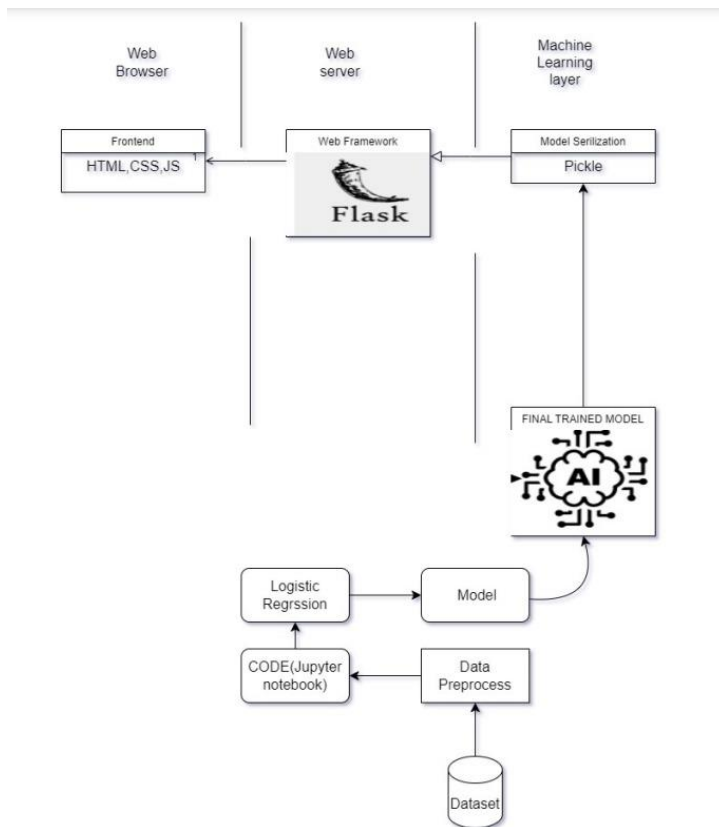 Web
Browser
Web
server
Machine
Learning
layer
Frontend
HTML,CSS,JS
1
Web Framework
Flask
Model Serilization
Pickle
FINAL TRAINED MODEL
AI
Logistic
Regrssion
Model
CODE(Jupyter
notebook)
Data
Preprocess
Dataset